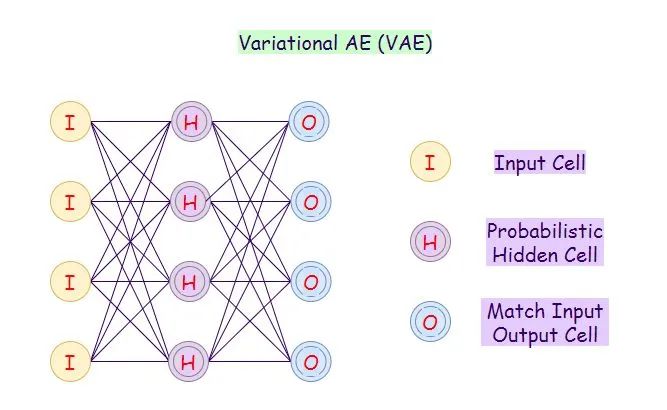 Variational AE (VAE)
I H O
I Input Cell
I H O
H Probabilistic
Hidden Cell
I H O
O Match Input
Output Cell
I H O